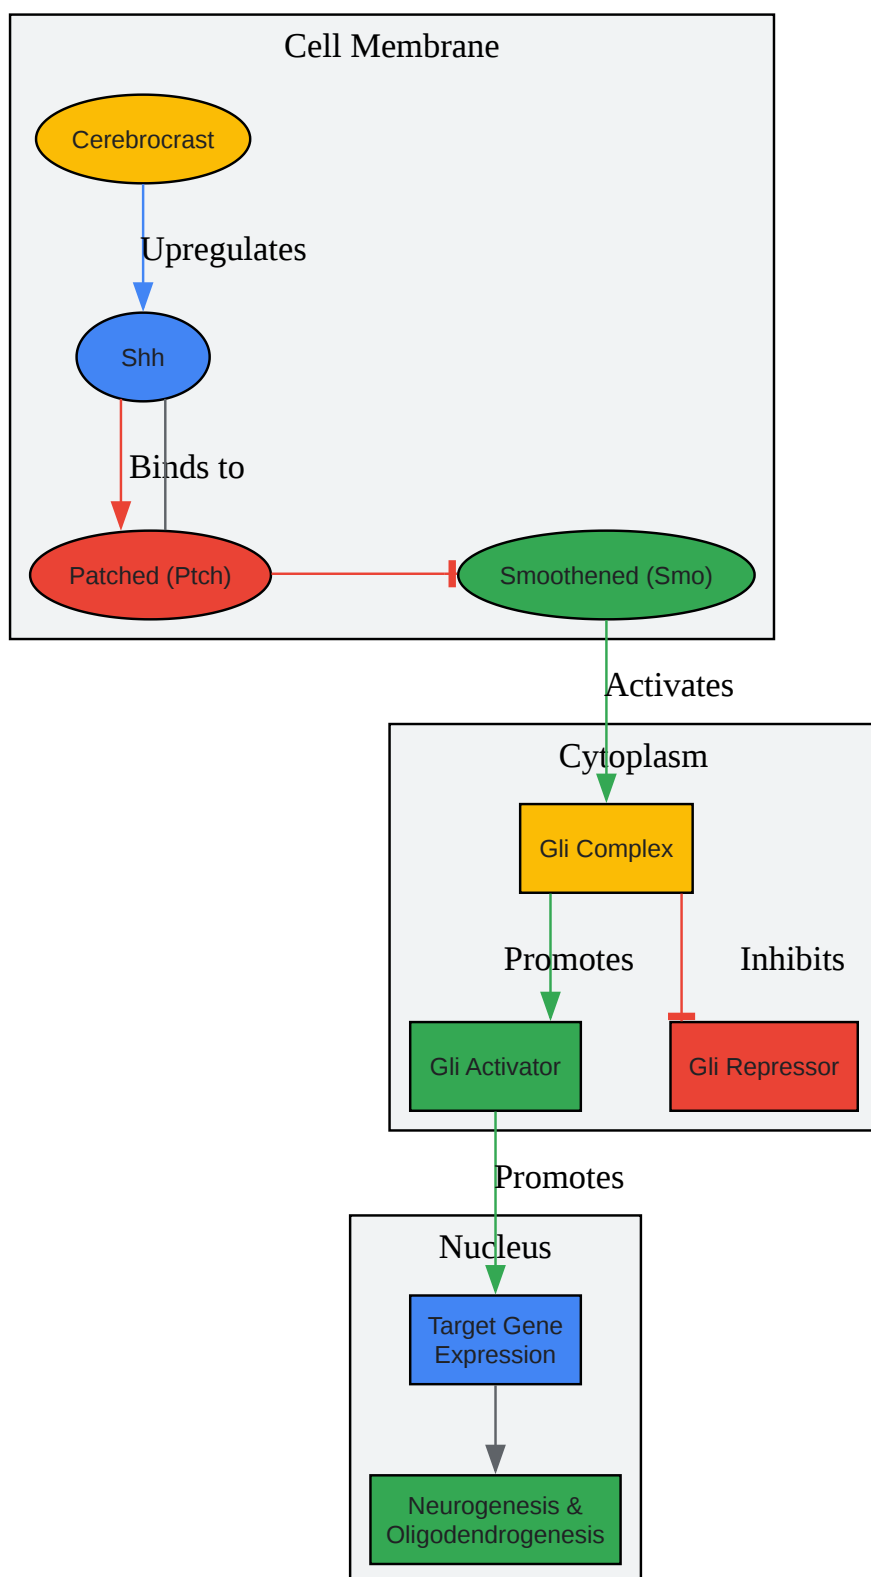 Cell Membrane
Cerebrocrast
Upregulates
Shh
Binds to
Patched (Ptch)
Smoothened (Smo)
Activates
Cytoplasm
Gli Complex
Promotes
Inhibits
Gli Activator
Gli Repressor
Promotes
Nucleus
Target Gene
Expression
Neurogenesis &
Oligodendrogenesis